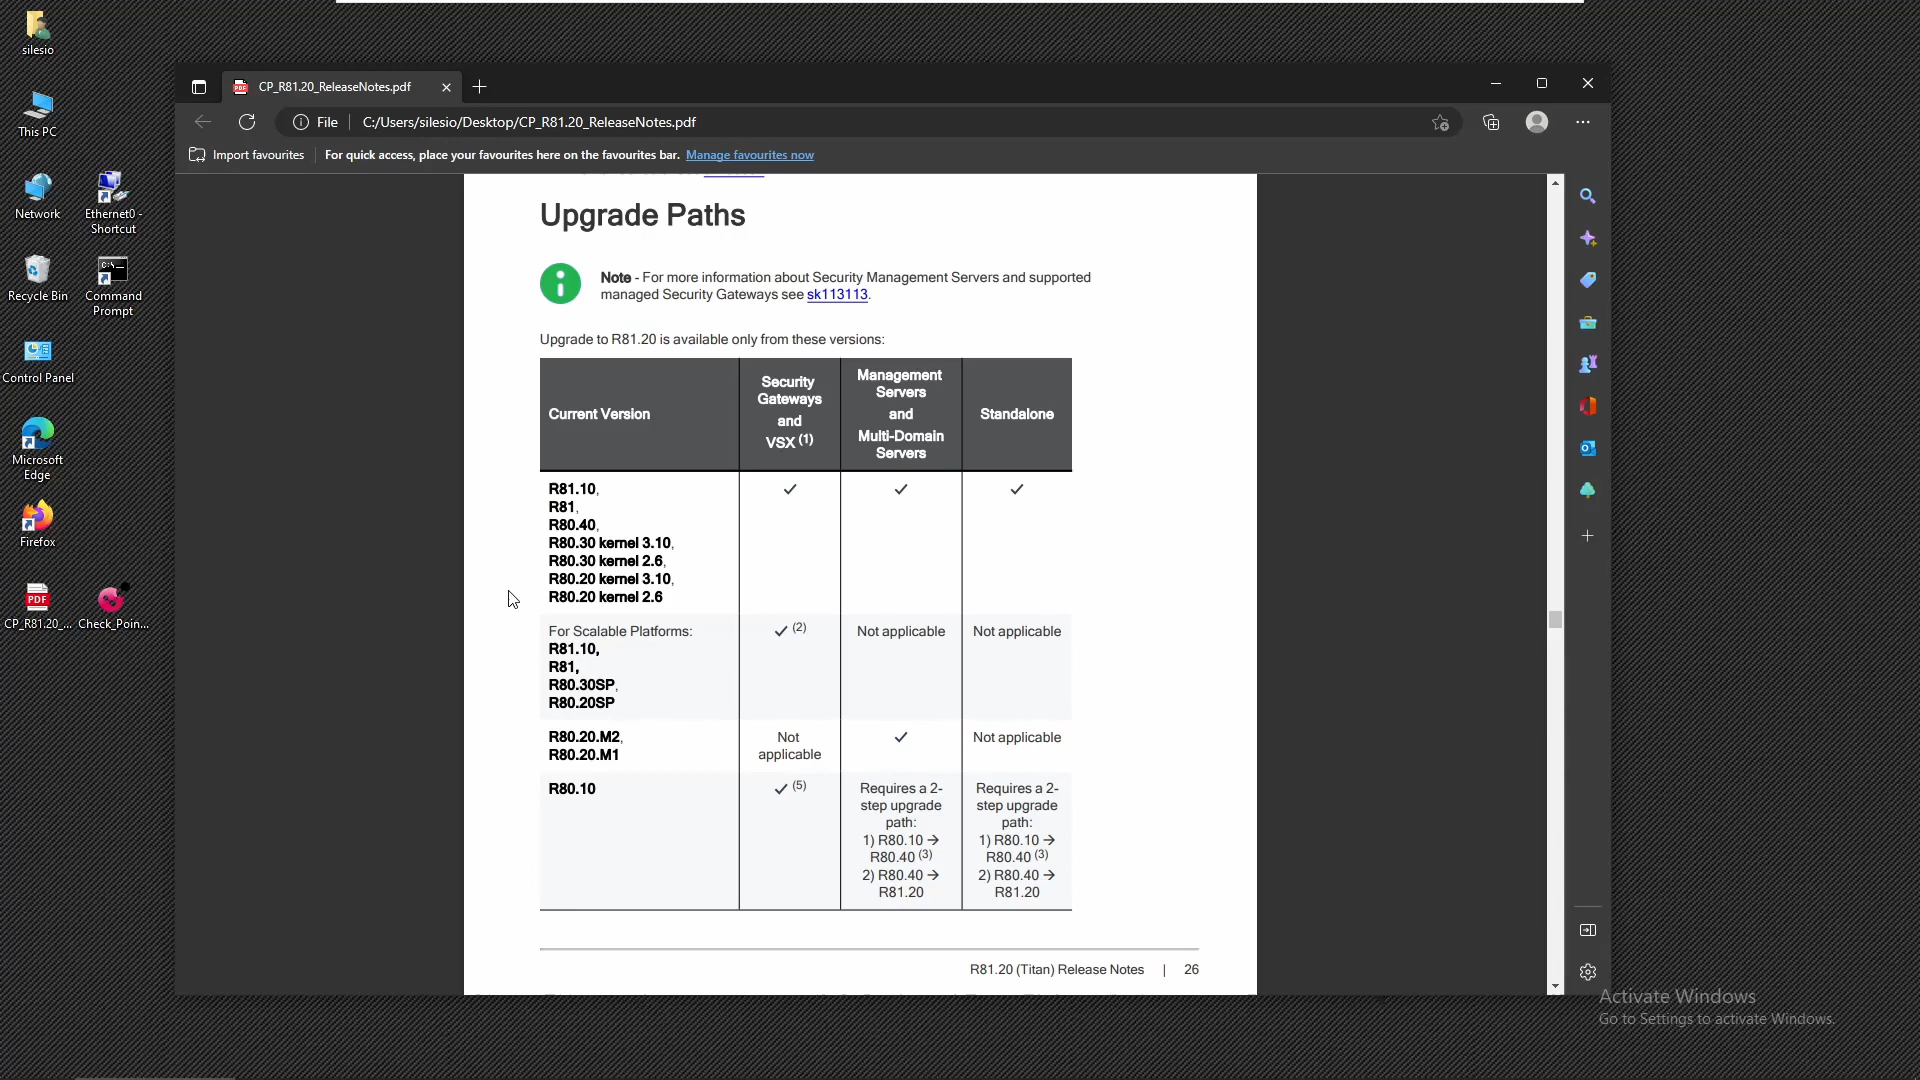 silesio
This PC
Network
Ethernet0 -
Shortcut
Recycle Bin
Command
Prompt
C:\
Control Panel
Microsoft
Edge
Firefox
PDF
CP_R81.20_...
Check_Poin...
PDF
CP_R81.20_ReleaseNotes.pdf
File
C:/Users/silesio/Desktop/CP_R81.20_ReleaseNotes.pdf
Import favourites
For quick access, place your favourites here on the favourites bar. Manage favourites now
Upgrade Paths
Note - For more information about Security Management Servers and supported
managed Security Gateways see sk113113.
Upgrade to R81.20 is available only from these versions:
Current Version
Security
Gateways
and
VSX (1)
Management
Servers
and
Multi-Domain
Servers
Standalone
R81.10,
R81,
R80.40,
R80.30 kernel 3.10,
R80.30 kernel 2.6,
R80.20 kernel 3.10,
R80.20 kernel 2.6
✓
✓
✓
For Scalable Platforms:
R81.10,
R81,
R80.30SP,
R80.20SP
✓ (2)
Not applicable
Not applicable
R80.20.M2,
R80.20.M1
Not
applicable
✓
Not applicable
R80.10
✓ (5)
Requires a 2-
step upgrade
path:
1) R80.10 →
R80.40 (3)
2) R80.40 →
R81.20
Requires a 2-
step upgrade
path:
1) R80.10 →
R80.40 (3)
2) R80.40 →
R81.20
R81.20 (Titan) Release Notes | 26
Activate Windows
Go to Settings to activate Windows.